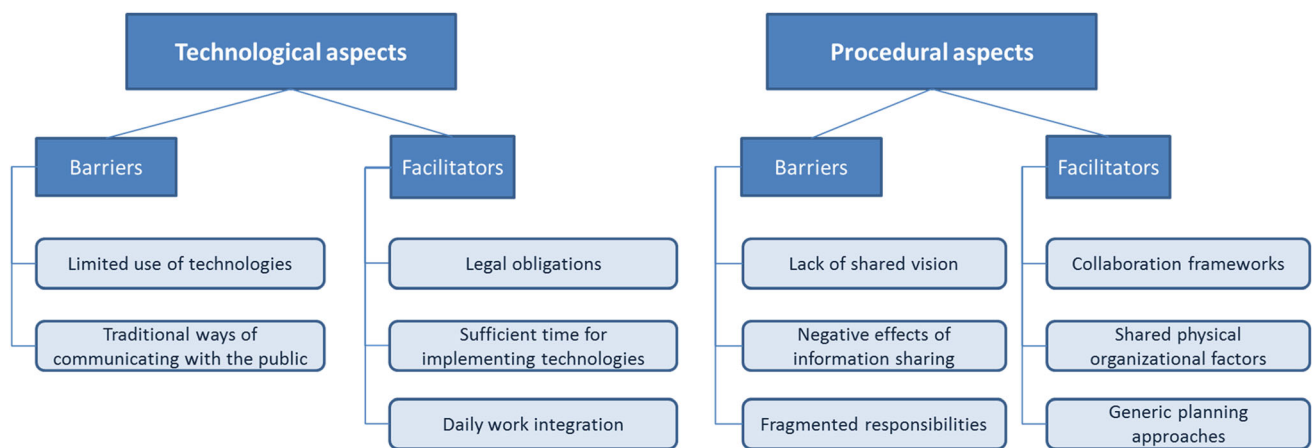 Technological aspects
Procedural aspects
Barriers
Facilitators
Barriers
Facilitators
Limited use of technologies
Legal obligations
Lack of shared vision
Collaboration frameworks
Traditional ways of
communicating with the public
Sufficient time for
implementing technologies
Negative effects of
information sharing
Shared physical
organizational factors
Daily work integration
Fragmented responsibilities
Generic planning
approaches